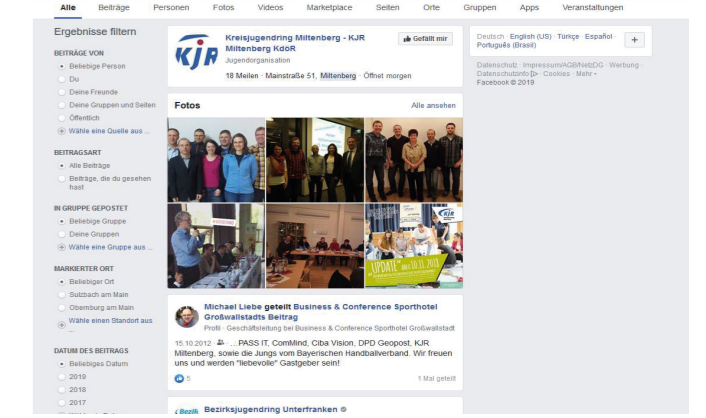 Alle Beiträge Personen Fotos Videos Marketplace Seiten Orte Gruppen Apps Veranstaltungen
Ergebnisse filtern
BEITRÄGE VON
Beliebige Person
Du
Deine Freunde
Deine Gruppen und Seiten
Öffentlich
Wähle eine Quelle aus ...
BEITRAGSART
Alle Beiträge
Beiträge, die du gesehen
hast
IN GRUPPE GEPOSTET
Beliebige Gruppe
Deine Gruppen
Wähle eine Gruppe aus ...
MARKIERTER ORT
Beliebiger Ort
Sulzbach am Main
Obernburg am Main
Wähle einen Standort aus
...
DATUM DES BEITRAGS
Beliebiges Datum
2019
2018
2017
KJR
Kreisjugendring Miltenberg - KJR
Miltenberg KdöR
Gefällt mir
Jugendorganisation
18 Meilen · Mainstraße 51, Miltenberg · Öffnet morgen
Fotos
Alle ansehen
KJR
"UPDATE"
10.11.2018
Michael Liebe geteilt Business & Conference Sporthotel
Großwallstadts Beitrag
Profil · Geschäftsleitung bei Business & Conference Sporthotel Großwallstadt
15.10.2012 · ... PASS IT, ComMind, Ciba Vision, DPD Geopost, KJR
Miltenberg, sowie die Jungs vom Bayerischen Handballverband. Wir freuen
uns und werden "liebevolle" Gastgeber sein!
5
1 Mal geteilt
Bezirksjugendring Unterfranken
Deutsch · English (US) · Türkçe · Español ·
Português (Brasil)
+
Datenschutz · Impressum/AGB/NetzDG · Werbung ·
Datenschutzinfo · Cookies · Mehr
Facebook © 2019